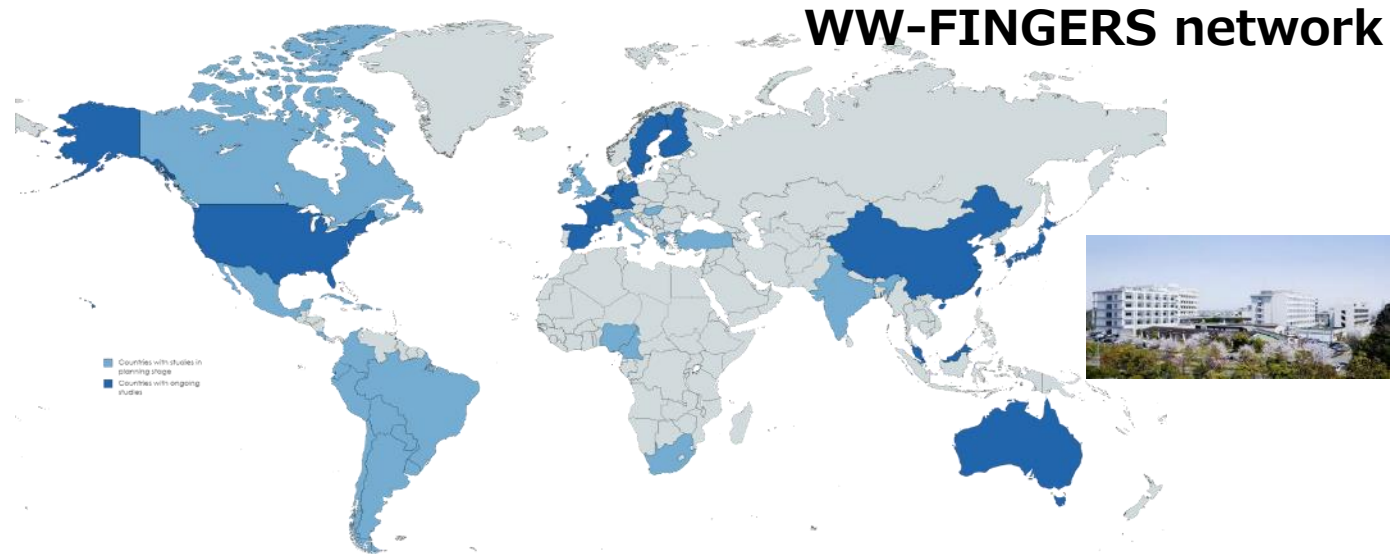 WW-FINGERS network
Countries with studies in
planning stage
Countries with ongoing
studies